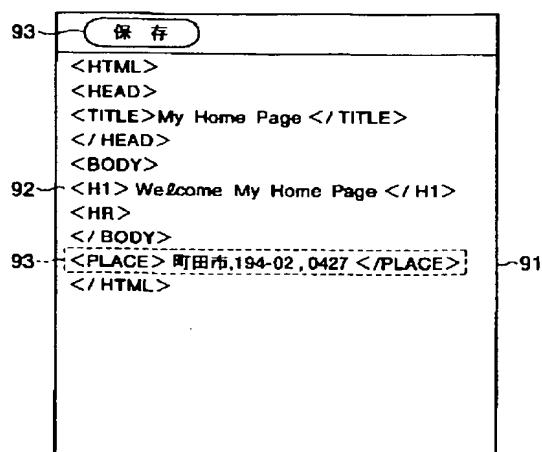 93 保存
<HTML>
<HEAD>
<TITLE>My Home Page </TITLE>
</HEAD>
<BODY>
92 <H1> Welcome My Home Page </H1>
<HR>
</BODY>
93 <PLACE> 町田市,194-02 , 0427 </PLACE> 91
</HTML>